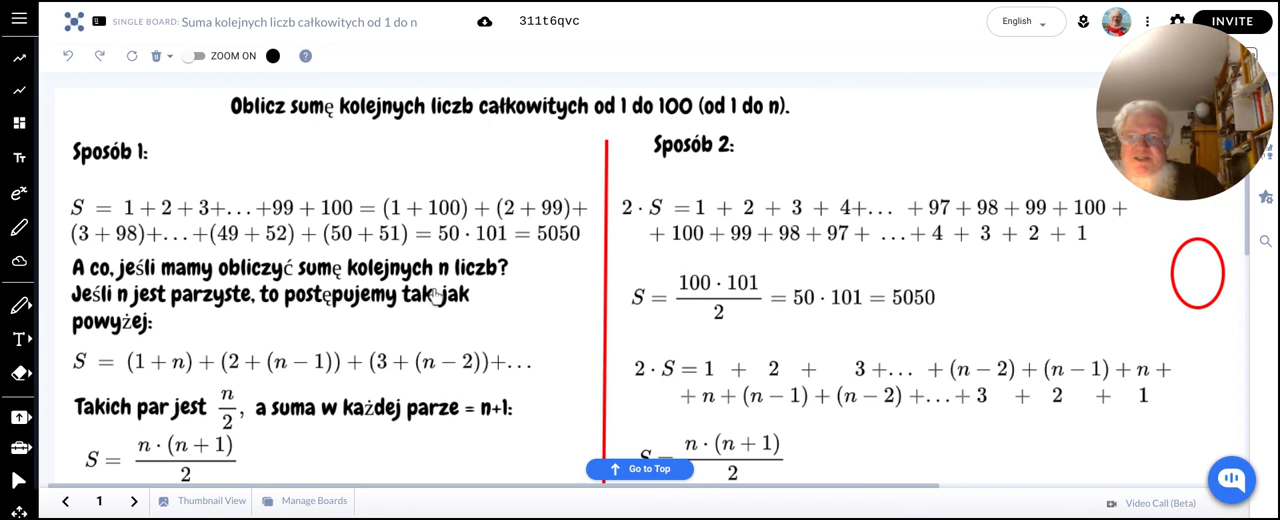 SINGLE BOARD: Suma kolejnych liczb całkowitych od 1 do n
311t6qvc
English
INVITE
ZOOM ON
Oblicz sumę kolejnych liczb całkowitych od 1 do 100 (od 1 do n).
Sposób 1:
S = 1 + 2 + 3+. . . +99 + 100 = (1 + 100) + (2 + 99)+
(3 + 98)+. . . +(49 + 52) + (50 + 51) = 50 · 101 = 5050
A co, jeśli mamy obliczyć sumę kolejnych n liczb?
Jeśli n jest parzyste, to postępujemy tak jak
powyżej:
S = (1 + n) + (2 + (n − 1)) + (3 + (n − 2))+. . .
Takich par jest n/2, a suma w każdej parze = n+1:
S = n · (n + 1) / 2
Sposób 2:
2 · S = 1 + 2 + 3 + 4+. . . + 97 + 98 + 99 + 100 +
+ 100 + 99 + 98 + 97 + . . . + 4 + 3 + 2 + 1
S = 100 · 101 / 2 = 50 · 101 = 5050
2 · S = 1 + 2 + 3 +. . . + (n − 2) + (n − 1) + n +
+ n + (n − 1) + (n − 2) +. . . + 3 + 2 + 1
S = n · (n + 1) / 2
Go to Top
1
Thumbnail View
Manage Boards
Video Call (Beta)